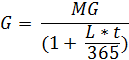 G = MG / (1 + L * t / 365)